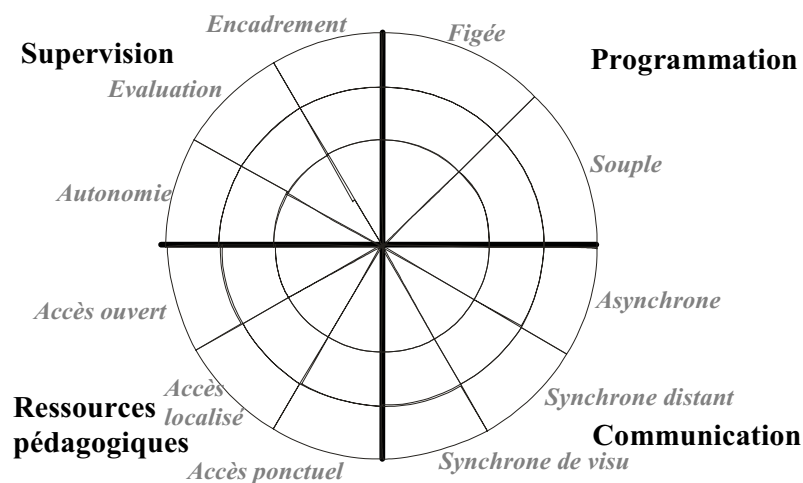 Encadrement
Figée
Supervision
Programmation
Evaluation
Souple
Autonomie
Accès ouvert
Asynchrone
Accès
localisé
Synchrone distant
Ressources
pédagogiques
Communication
Accès ponctuel
Synchrone de visu